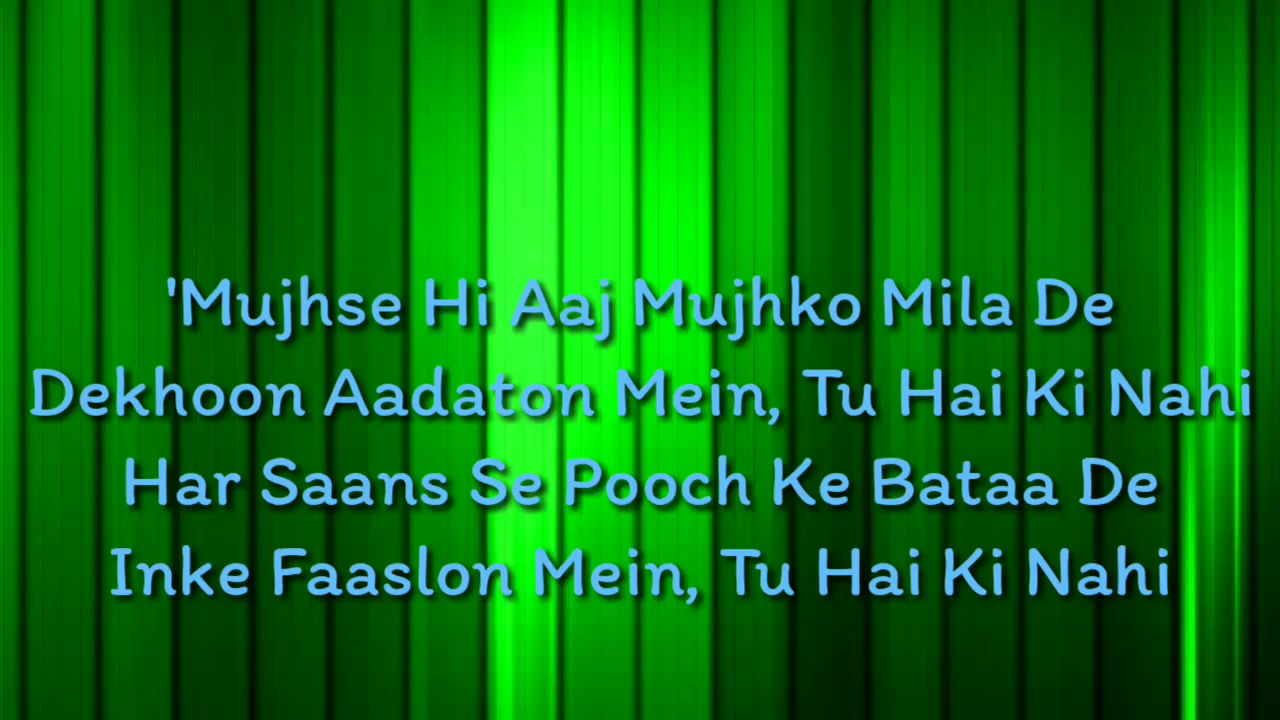 'Mujhse Hi Aaj Mujhko Mila De
Dekhoon Aadaton Mein, Tu Hai Ki Nahi
Har Saans Se Pooch Ke Bataa De
Inke Faaslon Mein, Tu Hai Ki Nahi